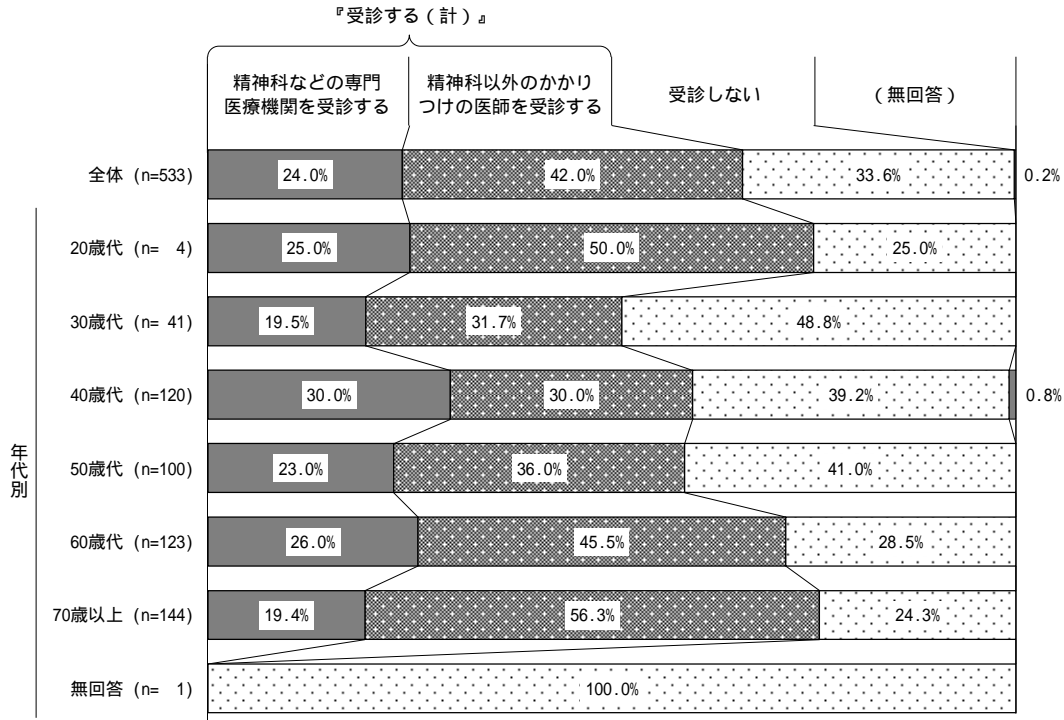 『受診する(計)』
精神科などの専門
医療機関を受診する
精神科以外のかかり
つけの医師を受診する
受診しない
(無回答)
全体 (n=533) 24.0% 42.0% 33.6% 0.2%
年代別
20歳代 (n= 4) 25.0% 50.0% 25.0%
30歳代 (n= 41) 19.5% 31.7% 48.8%
40歳代 (n=120) 30.0% 30.0% 39.2% 0.8%
50歳代 (n=100) 23.0% 36.0% 41.0%
60歳代 (n=123) 26.0% 45.5% 28.5%
70歳以上 (n=144) 19.4% 56.3% 24.3%
無回答 (n= 1) 100.0%